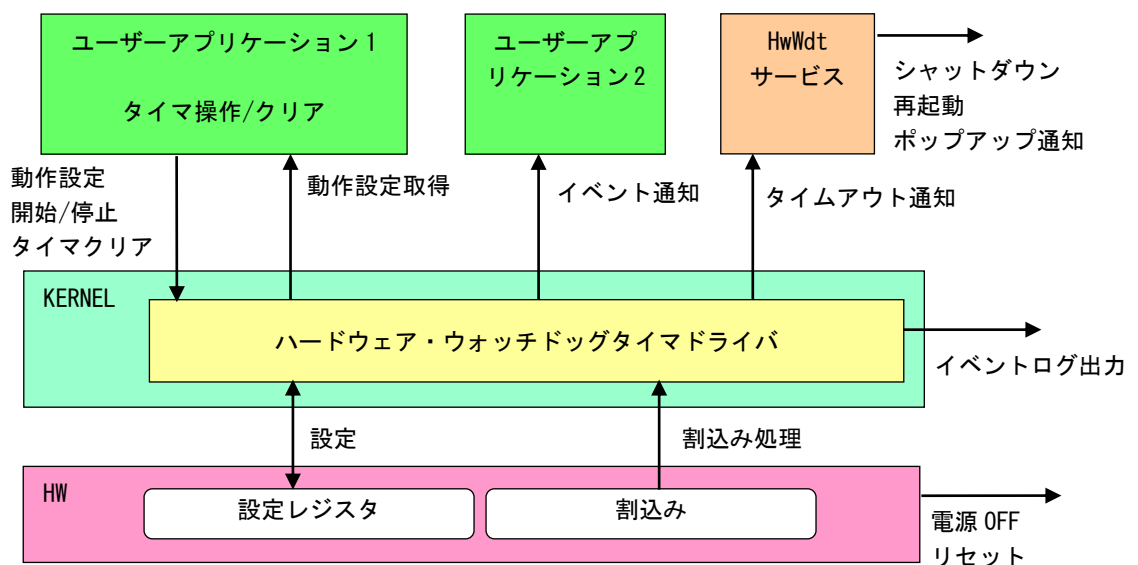 ユーザーアプリケーション1
タイマ操作/クリア
ユーザーアプ
リケーション2
HwWdt
サービス
シャットダウン
再起動
ポップアップ通知
動作設定
開始/停止
タイマクリア
動作設定取得
イベント通知
タイムアウト通知
KERNEL
ハードウェア・ウォッチドッグタイマドライバ
イベントログ出力
設定
割込み処理
HW
設定レジスタ
割込み
電源 OFF
リセット